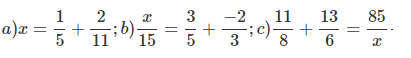 a)x = 1/5 + 2/11; b) x/15 = 3/5 + -2/3; c) 11/8 + 13/6 = 85/x.